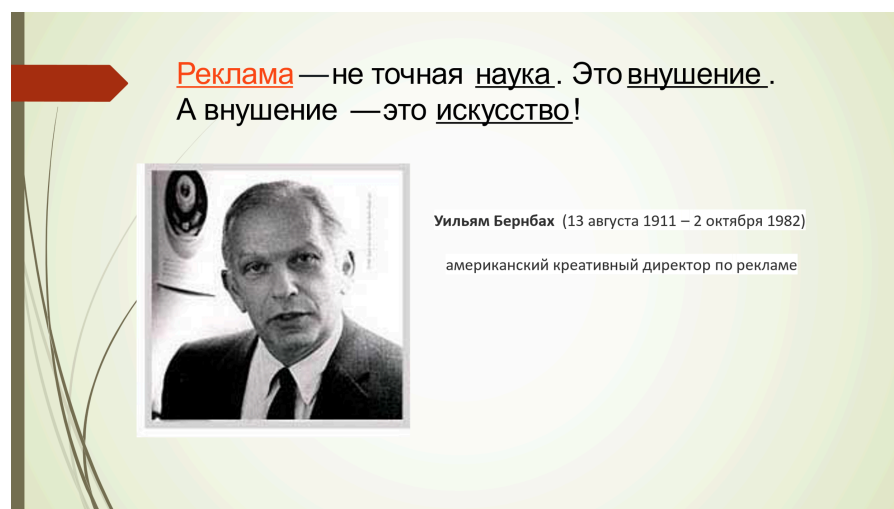 Реклама — не точная наука. Это внушение.
А внушение — это искусство!
Уильям Бернбах (13 августа 1911 – 2 октября 1982)
американский креативный директор по рекламе